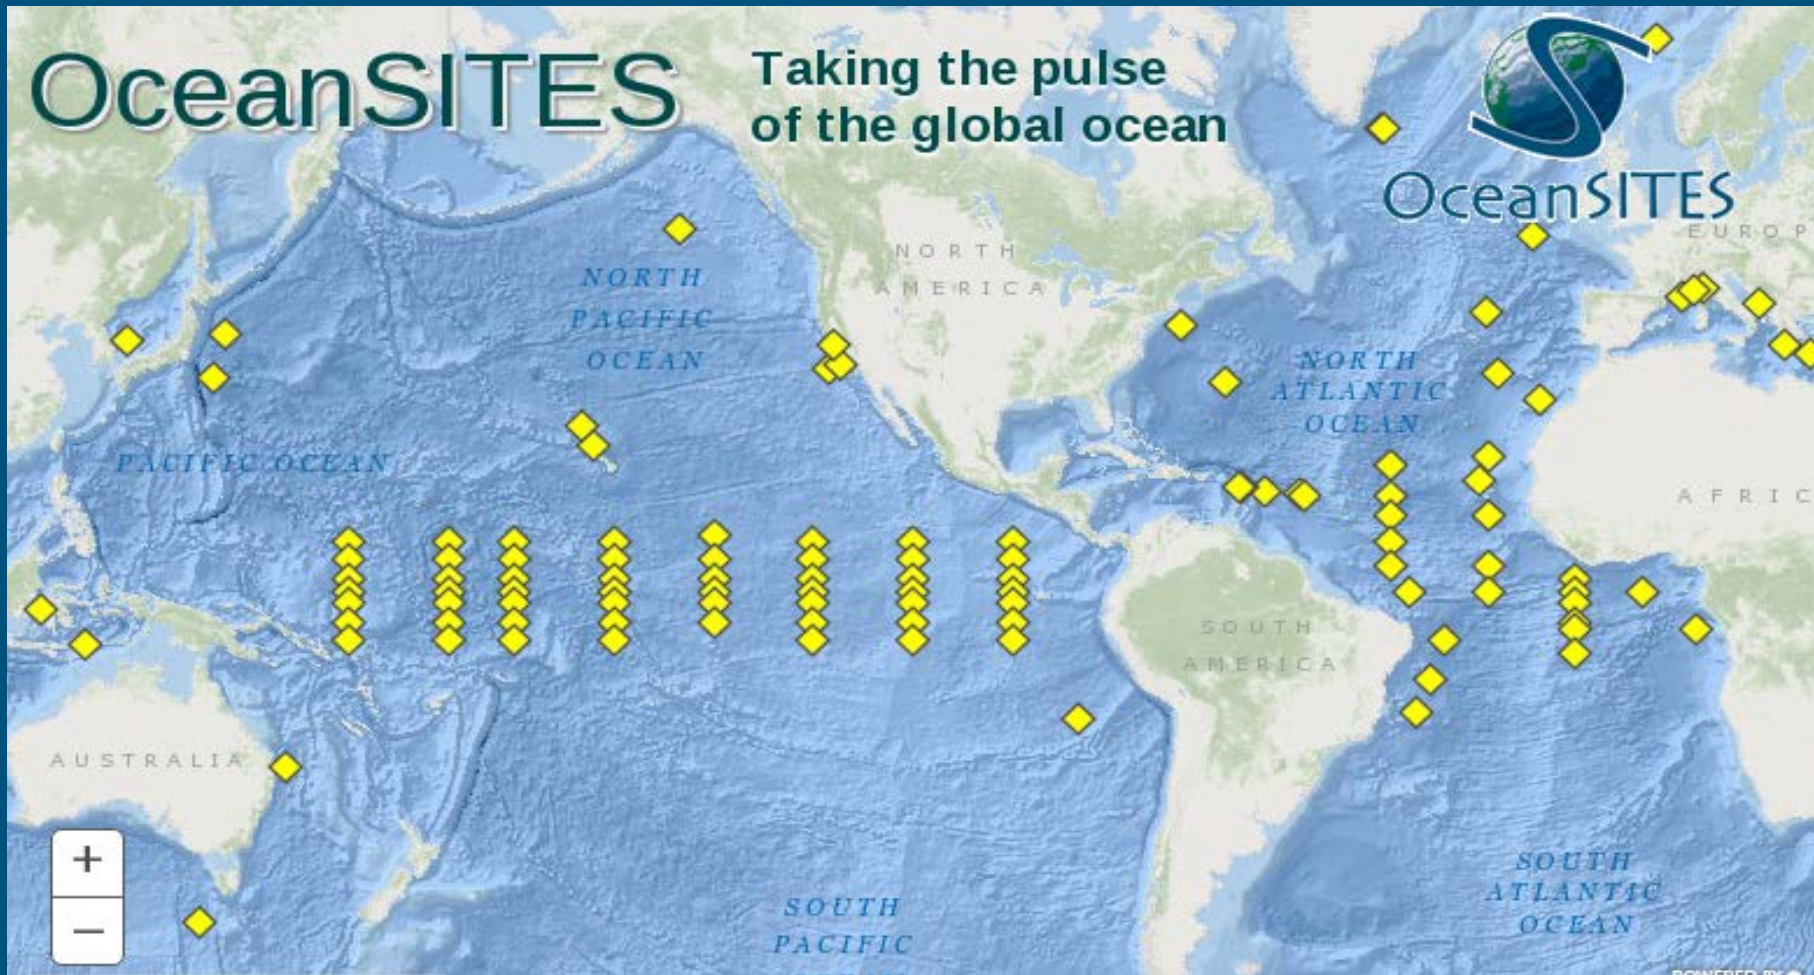 OceanSITES
Taking the pulse
of the global ocean
OceanSITES
EUROP
NORTH
AMERICA
NORTH
PACIFIC
OCEAN
NORTH
ATLANTIC
OCEAN
PACIFIC OCEAN
AFRIC
SOUTH
AMERICA
AUSTRALIA
+
−
SOUTH
PACIFIC
SOUTH
ATLANTIC
OCEAN